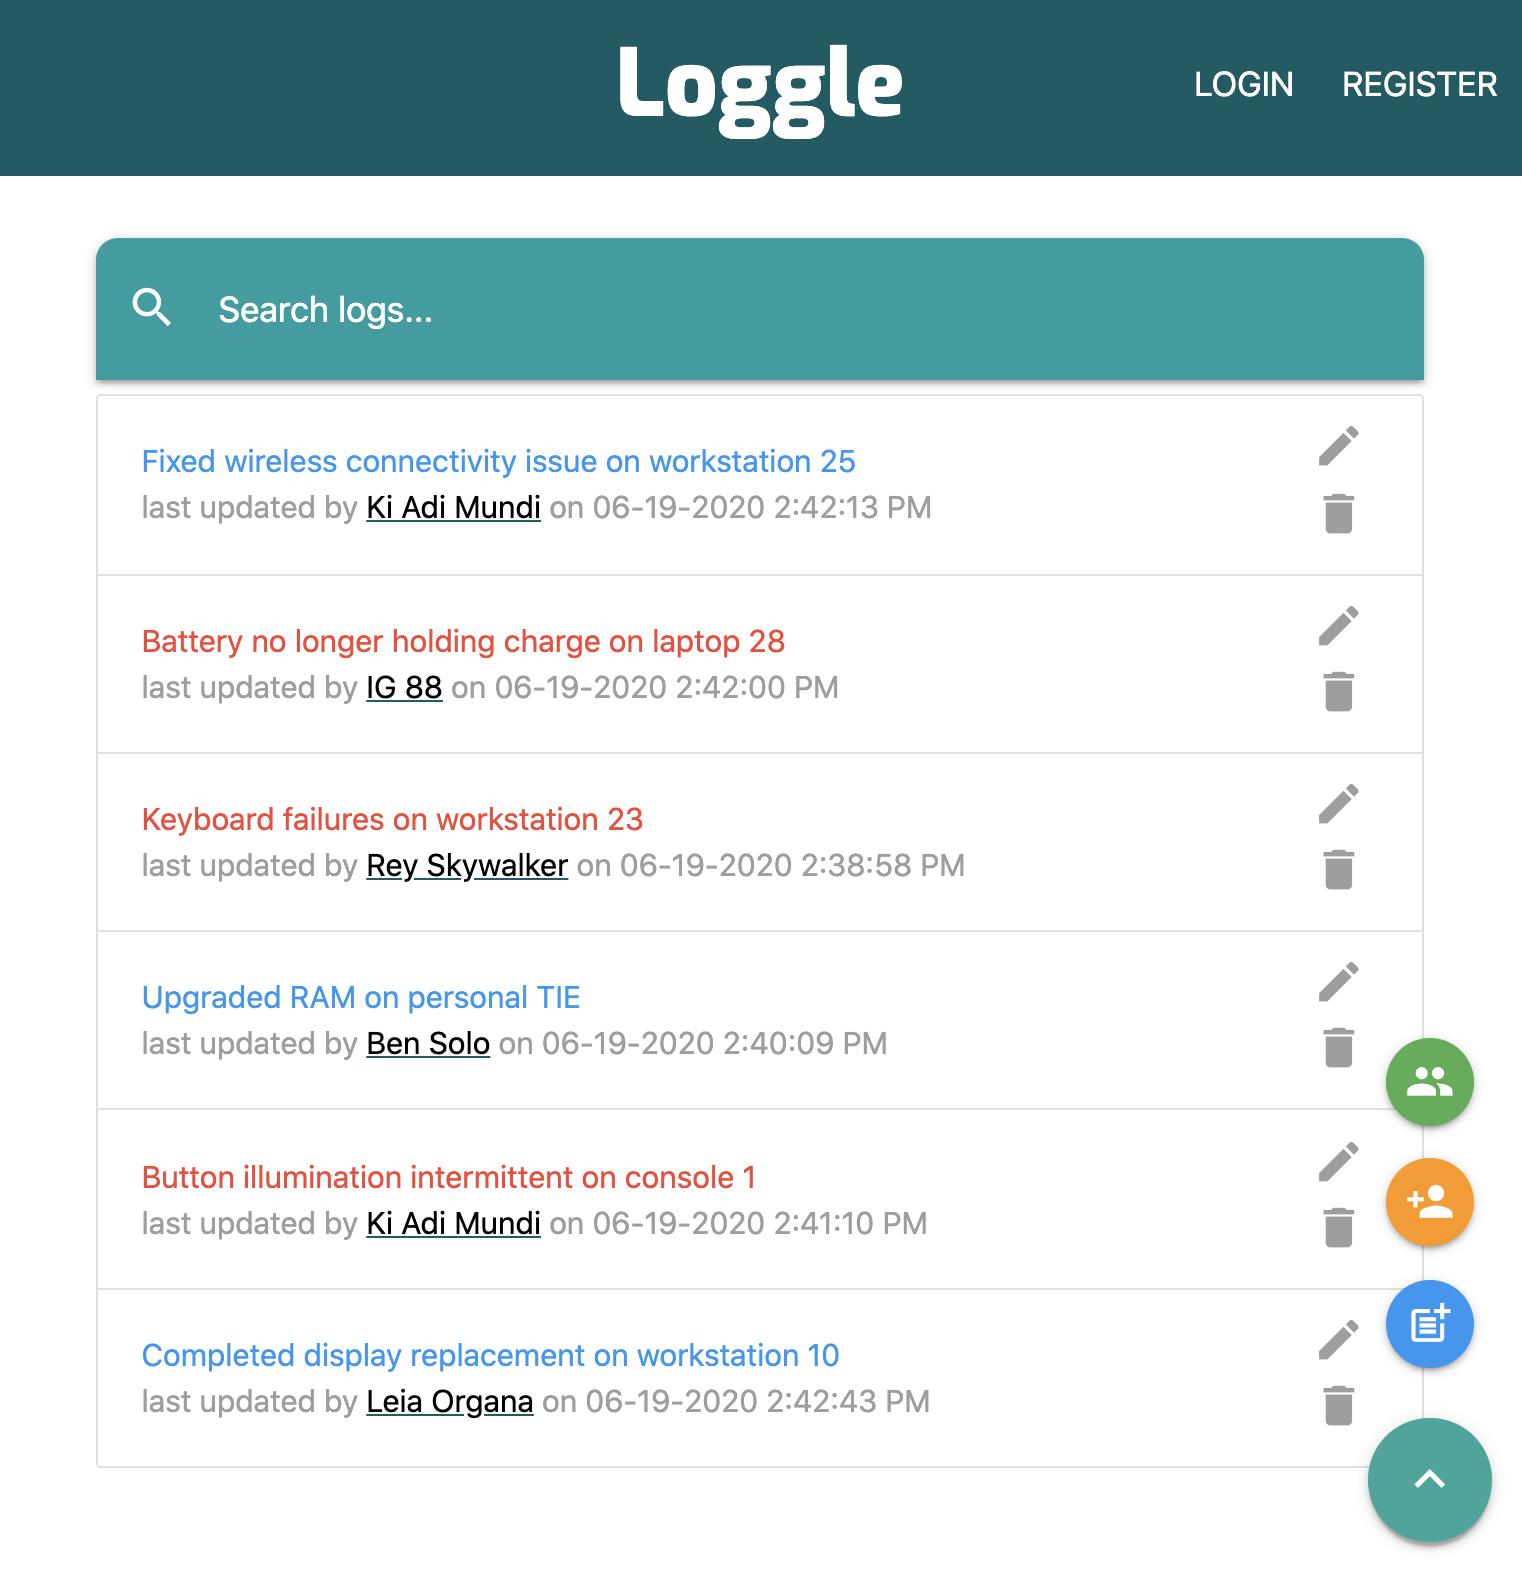 Loggle
LOGIN REGISTER
Search logs...
Fixed wireless connectivity issue on workstation 25
last updated by Ki Adi Mundi on 06-19-2020 2:42:13 PM
Battery no longer holding charge on laptop 28
last updated by IG 88 on 06-19-2020 2:42:00 PM
Keyboard failures on workstation 23
last updated by Rey Skywalker on 06-19-2020 2:38:58 PM
Upgraded RAM on personal TIE
last updated by Ben Solo on 06-19-2020 2:40:09 PM
Button illumination intermittent on console 1
last updated by Ki Adi Mundi on 06-19-2020 2:41:10 PM
Completed display replacement on workstation 10
last updated by Leia Organa on 06-19-2020 2:42:43 PM